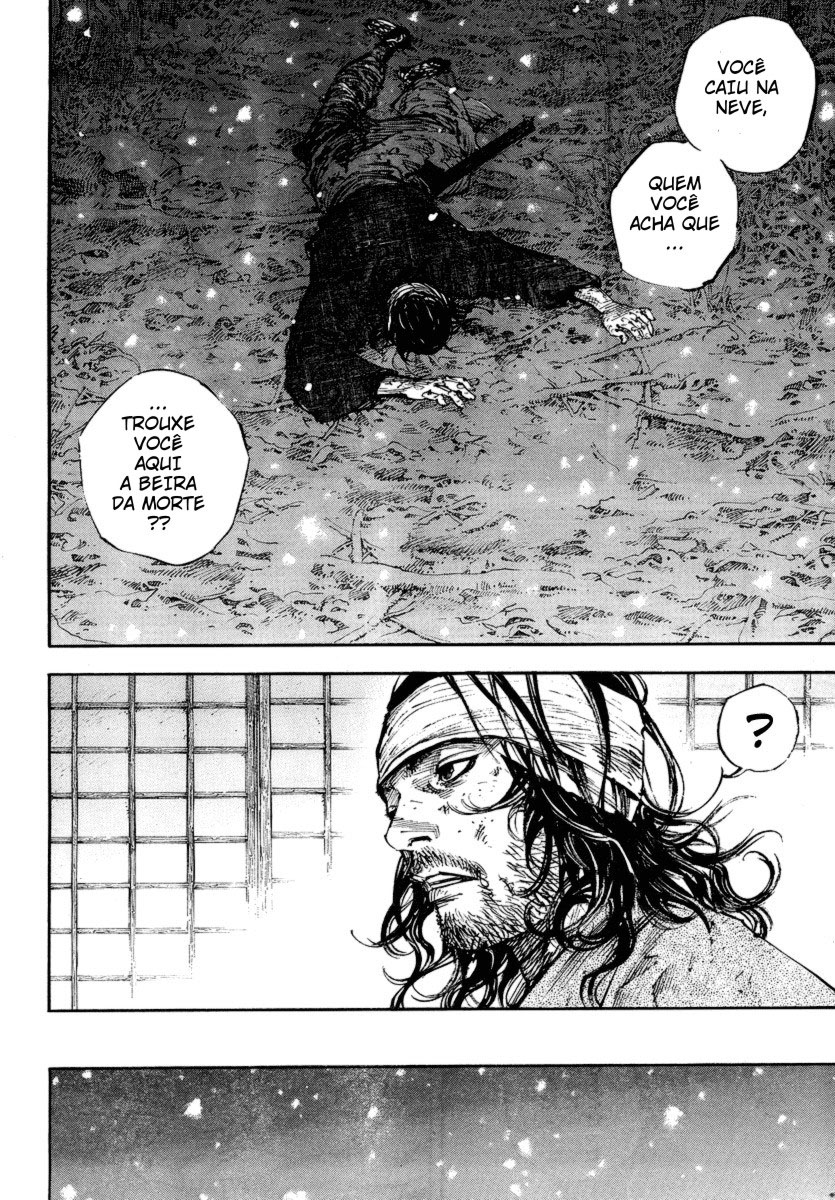 VOCÊ
CAIU NA
NEVE,
QUEM
VOCÊ
ACHA QUE
...
...
TROUXE
VOCÊ
AQUI
A BEIRA
DA MORTE
??
?